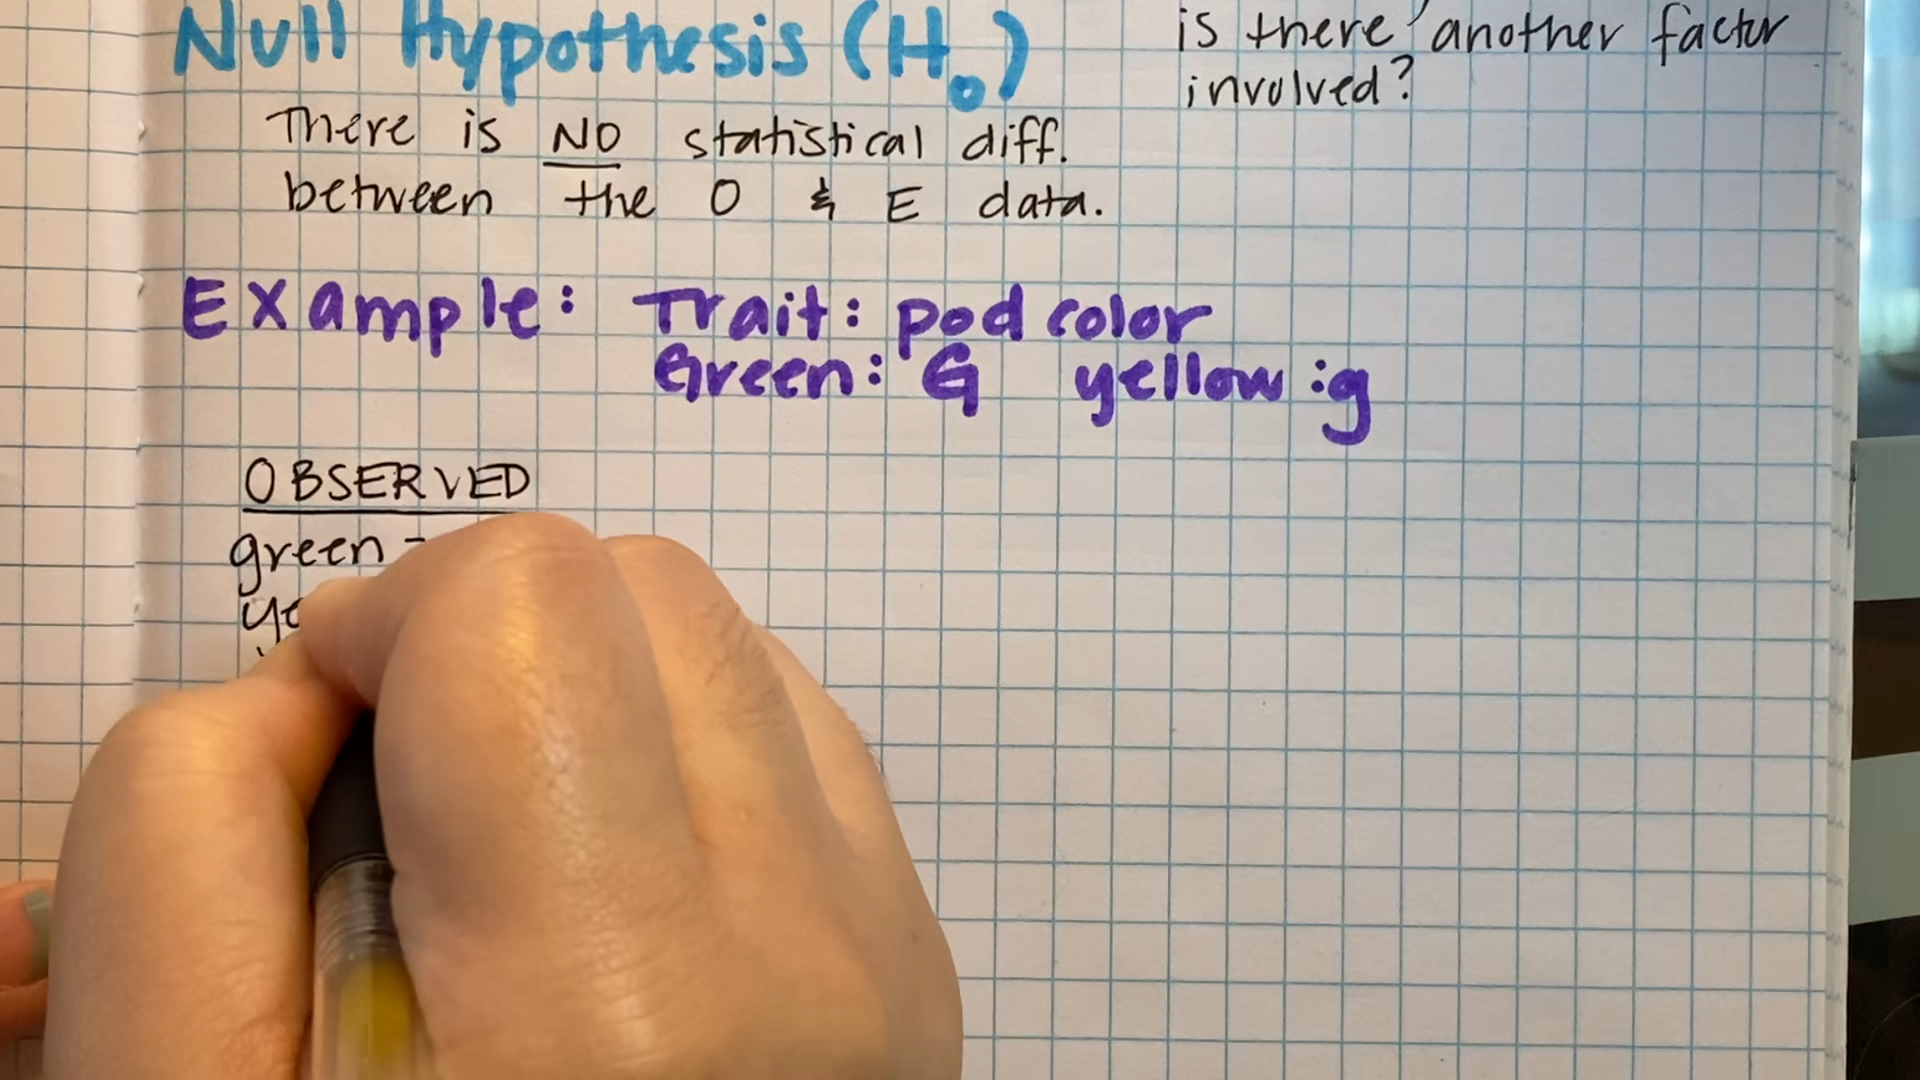 Null Hypothesis (H₀)
There is NO statistical diff.
between the O & E data.
is there another factor
involved?
Example: Trait: pod color
Green: G yellow : g
OBSERVED
green -